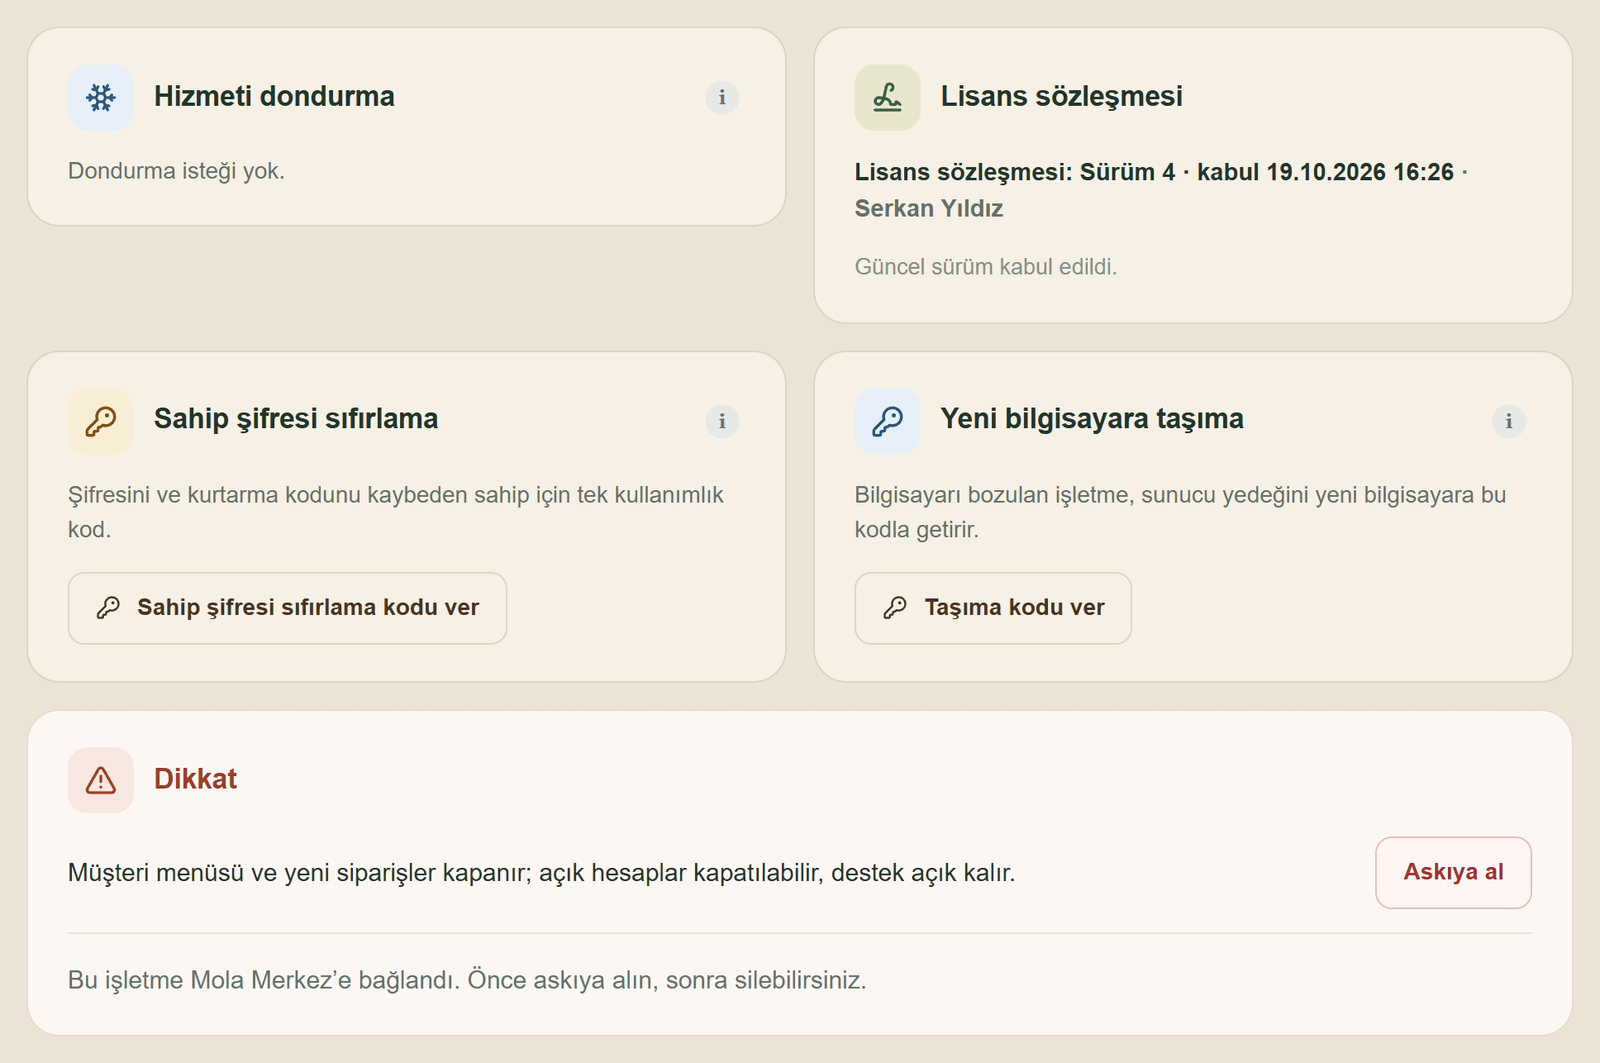 Hizmeti dondurma
i
Dondurma isteği yok.
Lisans sözleşmesi
Lisans sözleşmesi: Sürüm 4 · kabul 19.10.2026 16:26 ·
Serkan Yıldız
Güncel sürüm kabul edildi.
Sahip şifresi sıfırlama
i
Şifresini ve kurtarma kodunu kaybeden sahip için tek kullanımlık
kod.
Sahip şifresi sıfırlama kodu ver
Yeni bilgisayara taşıma
i
Bilgisayarı bozulan işletme, sunucu yedeğini yeni bilgisayara bu
kodla getirir.
Taşıma kodu ver
Dikkat
Müşteri menüsü ve yeni siparişler kapanır; açık hesaplar kapatılabilir, destek açık kalır.
Askıya al
Bu işletme Mola Merkez’e bağlandı. Önce askıya alın, sonra silebilirsiniz.